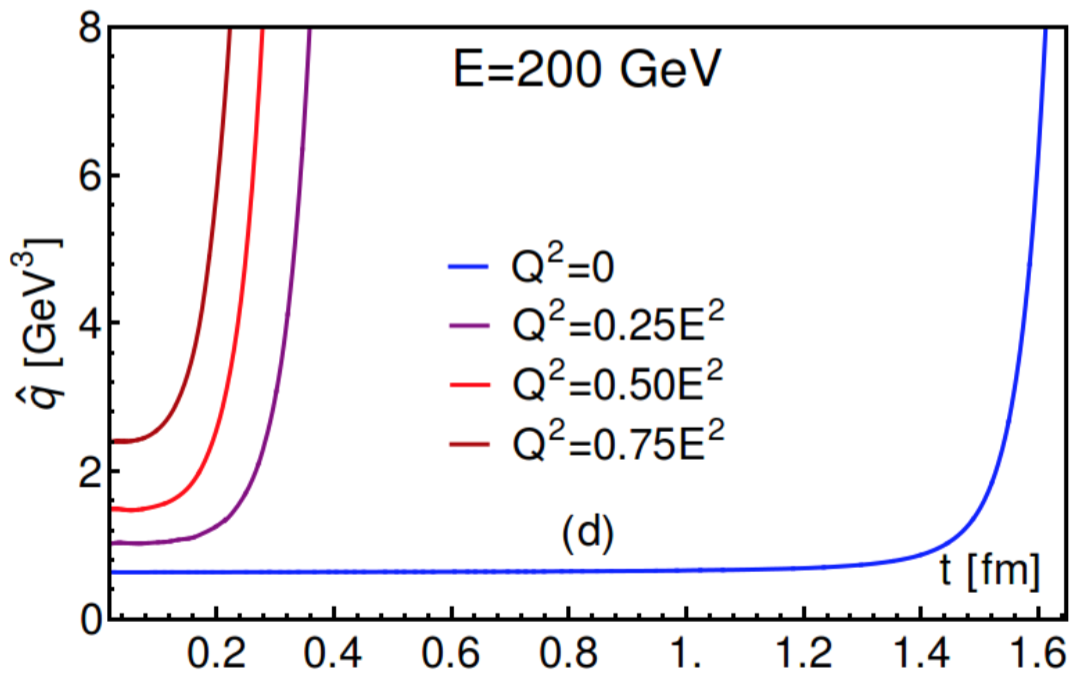 8
E=200 GeV
6
q̂ [GeV³]
Q²=0
4
Q²=0.25E²
Q²=0.50E²
Q²=0.75E²
2
(d)
t [fm]
0
0.2 0.4 0.6 0.8 1. 1.2 1.4 1.6